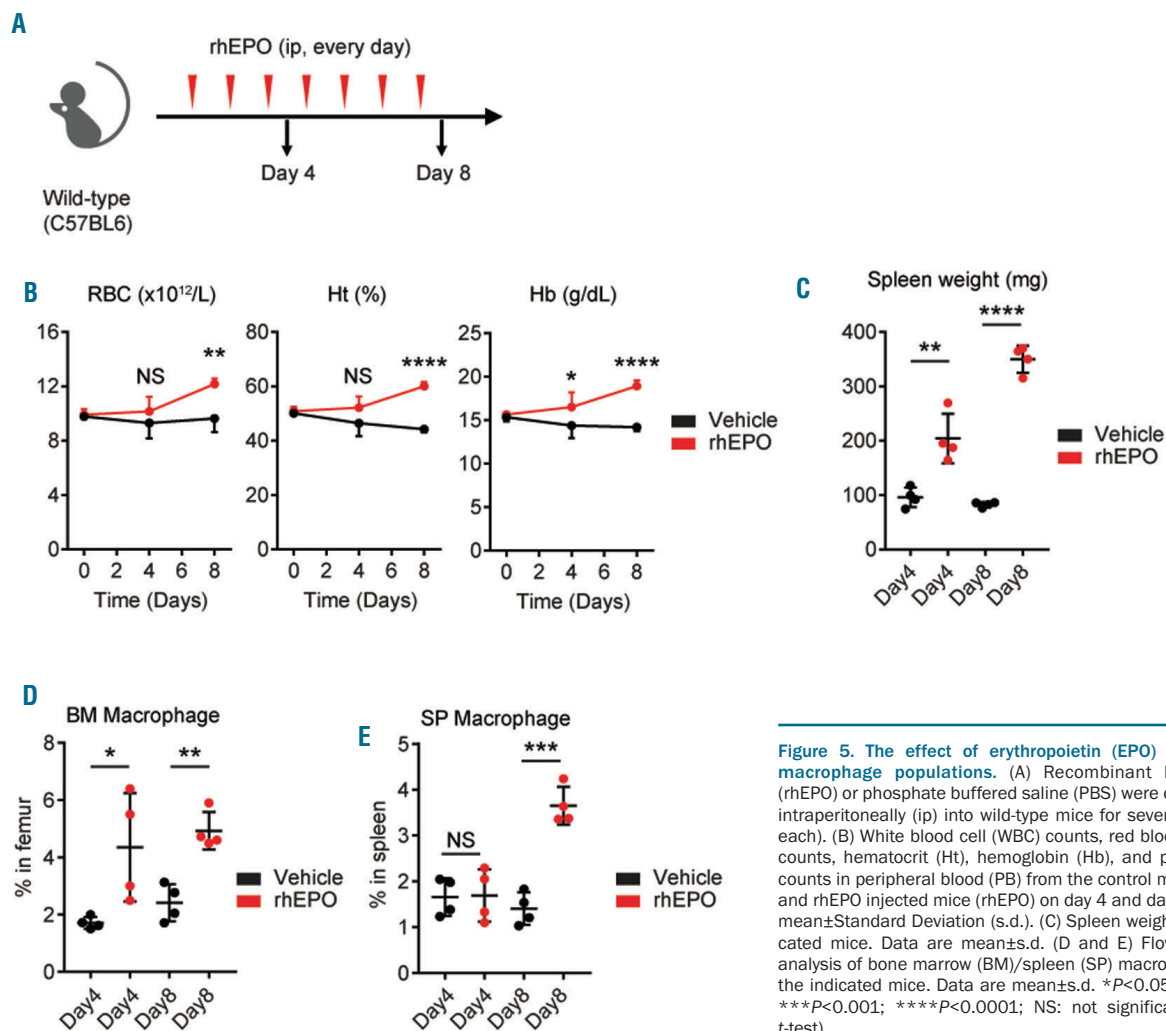 A
rhEPO (ip, every day)
Day 4
Day 8
Wild-type
(C57BL6)
B
RBC (x10¹²/L)
16
12
8
4
0
NS
**
0 2 4 6 8
Time (Days)
Ht (%)
80
60
40
20
0
NS
****
0 2 4 6 8
Time (Days)
Hb (g/dL)
25
20
15
10
5
0
*
****
0 2 4 6 8
Time (Days)
Vehicle
rhEPO
C
Spleen weight (mg)
400
300
200
100
0
**
****
Day4 Day4 Day8 Day8
Vehicle
rhEPO
D
BM Macrophage
% in femur
8
6
4
2
0
*
**
Day4 Day4 Day8 Day8
Vehicle
rhEPO
E
SP Macrophage
% in spleen
5
4
3
2
1
0
NS
***
Day4 Day4 Day8 Day8
Vehicle
rhEPO
Figure 5. The effect of erythropoietin (EPO)
macrophage populations. (A) Recombinant
(rhEPO) or phosphate buffered saline (PBS) were
intraperitoneally (ip) into wild-type mice for
each). (B) White blood cell (WBC) counts, red
counts, hematocrit (Ht), hemoglobin (Hb), and
counts in peripheral blood (PB) from the control
and rhEPO injected mice (rhEPO) on day 4 and
mean±Standard Deviation (s.d.). (C) Spleen
cated mice. Data are mean±s.d. (D and E)
analysis of bone marrow (BM)/spleen (SP)
the indicated mice. Data are mean±s.d. *P<0.05
***P<0.001; ****P<0.0001; NS: not
t-test)